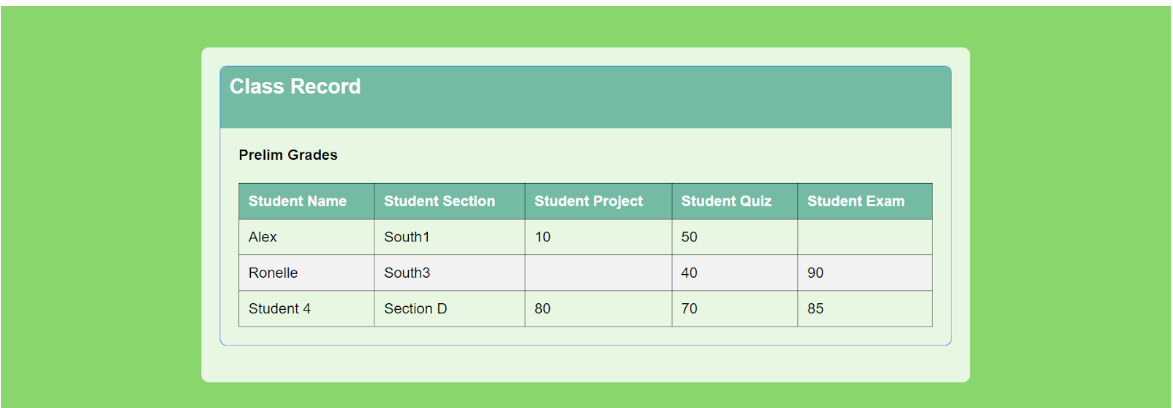 Class Record
Prelim Grades
Student Name Student Section Student Project Student Quiz Student Exam
Alex South1 10 50
Ronelle South3 40 90
Student 4 Section D 80 70 85